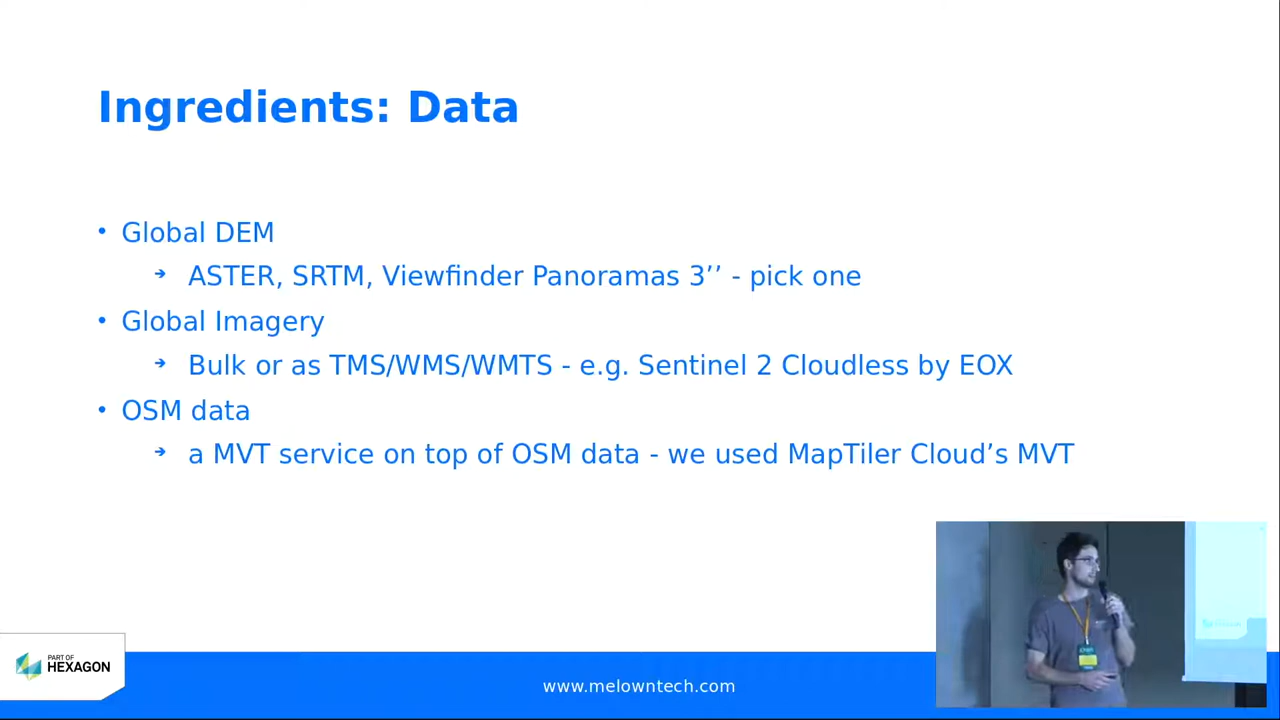 Ingredients: Data
• Global DEM
➔ ASTER, SRTM, Viewfinder Panoramas 3’’ - pick one
• Global Imagery
➔ Bulk or as TMS/WMS/WMTS - e.g. Sentinel 2 Cloudless by EOX
• OSM data
➔ a MVT service on top of OSM data - we used MapTiler Cloud’s MVT
PART OF
HEXAGON
www.melowntech.com